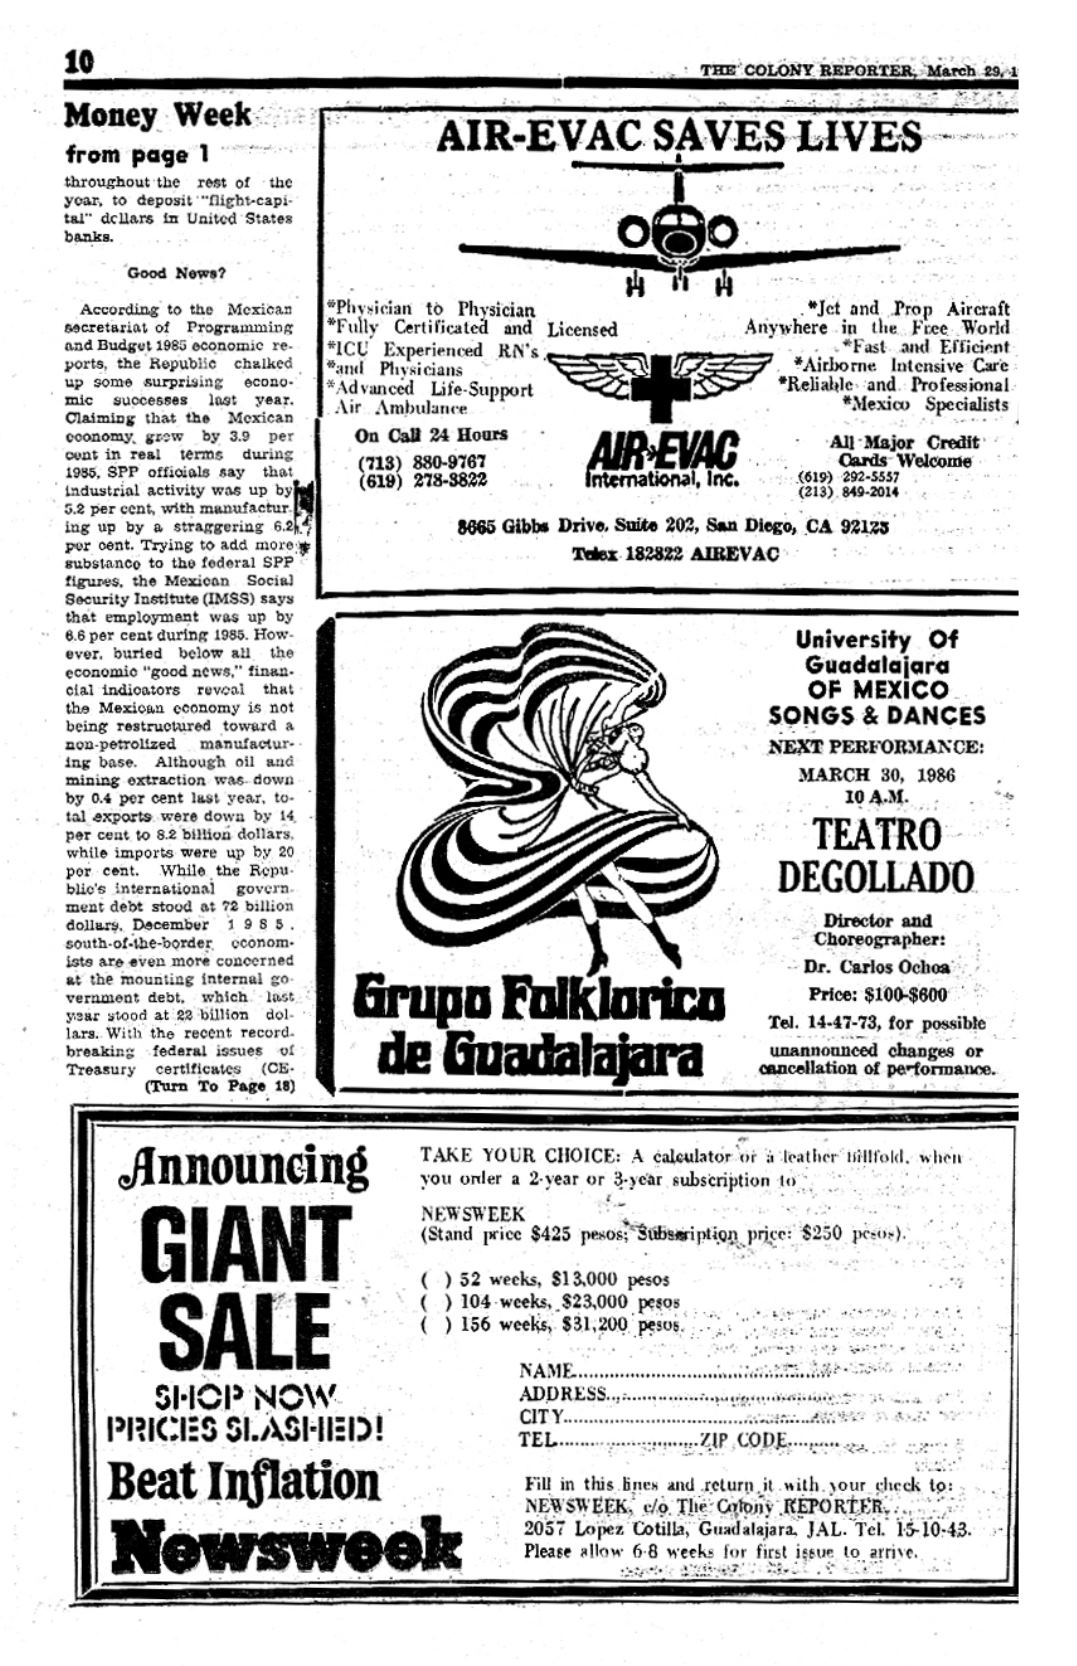 10
THE COLONY REPORTER, March 29, 1
Money Week
from page 1
throughout the rest of the
year, to deposit "flight-capi-
tal" dollars in United States
banks.
Good News?
According to the Mexican
secretariat of Programming
and Budget 1985 economic re-
ports, the Republic chalked
up some surprising econo-
mic successes last year.
Claiming that the Mexican
economy grew by 3.9 per
cent in real terms during
1985, SPP officials say that
industrial activity was up by
5.2 per cent, with manufactur-
ing up by a straggering 6.2
per cent. Trying to add more
substance to the federal SPP
figures, the Mexican Social
Security Institute (IMSS) says
that employment was up by
6.6 per cent during 1985. How-
ever, buried below all the
economic "good news," finan-
cial indicators reveal that
the Mexican economy is not
being restructured toward a
non-petrolized manufactur-
ing base. Although oil and
mining extraction was down
by 0.4 per cent last year, to-
tal exports were down by 14
per cent to 8.2 billion dollars,
while imports were up by 20
per cent. While the Repu-
blic's international govern-
ment debt stood at 72 billion
dollars, December 1985,
south-of-the-border econom-
ists are even more concerned
at the mounting internal go-
vernment debt, which last
year stood at 22 billion dol-
lars. With the recent record-
breaking federal issues of
Treasury certificates (CE-
(Turn To Page 18)
AIR-EVAC SAVES LIVES
*Physician to Physician
*Fully Certificated and Licensed
*ICU Experienced RN's
*and Physicians
*Advanced Life-Support
Air Ambulance
On Call 24 Hours
(713) 880-9767
(619) 278-3822
*Jet and Prop Aircraft
Anywhere in the Free World
*Fast and Efficient
*Airborne Intensive Care
*Reliable and Professional
*Mexico Specialists
AIR-EVAC
International, Inc.
All Major Credit
Cards Welcome
(619) 292-5557
(213) 849-2014
8665 Gibbs Drive, Suite 202, San Diego, CA 92123
Telex 182822 AIREVAC
University Of
Guadalajara
OF MEXICO
SONGS & DANCES
NEXT PERFORMANCE:
MARCH 30, 1986
10 A.M.
TEATRO
DEGOLLADO
Director and
Choreographer:
Dr. Carlos Ochoa
Price: $100-$600
Tel. 14-47-73, for possible
unannounced changes or
cancellation of performance.
Grupo Folklorico
de Guadalajara
Announcing
GIANT
SALE
SHOP NOW
PRICES SLASHED!
Beat Inflation
Newsweek
TAKE YOUR CHOICE: A calculator or a leather billfold, when
you order a 2-year or 3-year subscription to
NEWSWEEK
(Stand price $425 pesos; Subscription price: $250 pesos).
( ) 52 weeks, $13,000 pesos
( ) 104 weeks, $23,000 pesos
( ) 156 weeks, $31,200 pesos
NAME
ADDRESS
CITY
TEL ZIP CODE
Fill in this lines and return it with your check to:
NEWSWEEK, c/o The Colony REPORTER,
2057 Lopez Cotilla, Guadalajara, JAL. Tel. 15-10-43.
Please allow 6-8 weeks for first issue to arrive.